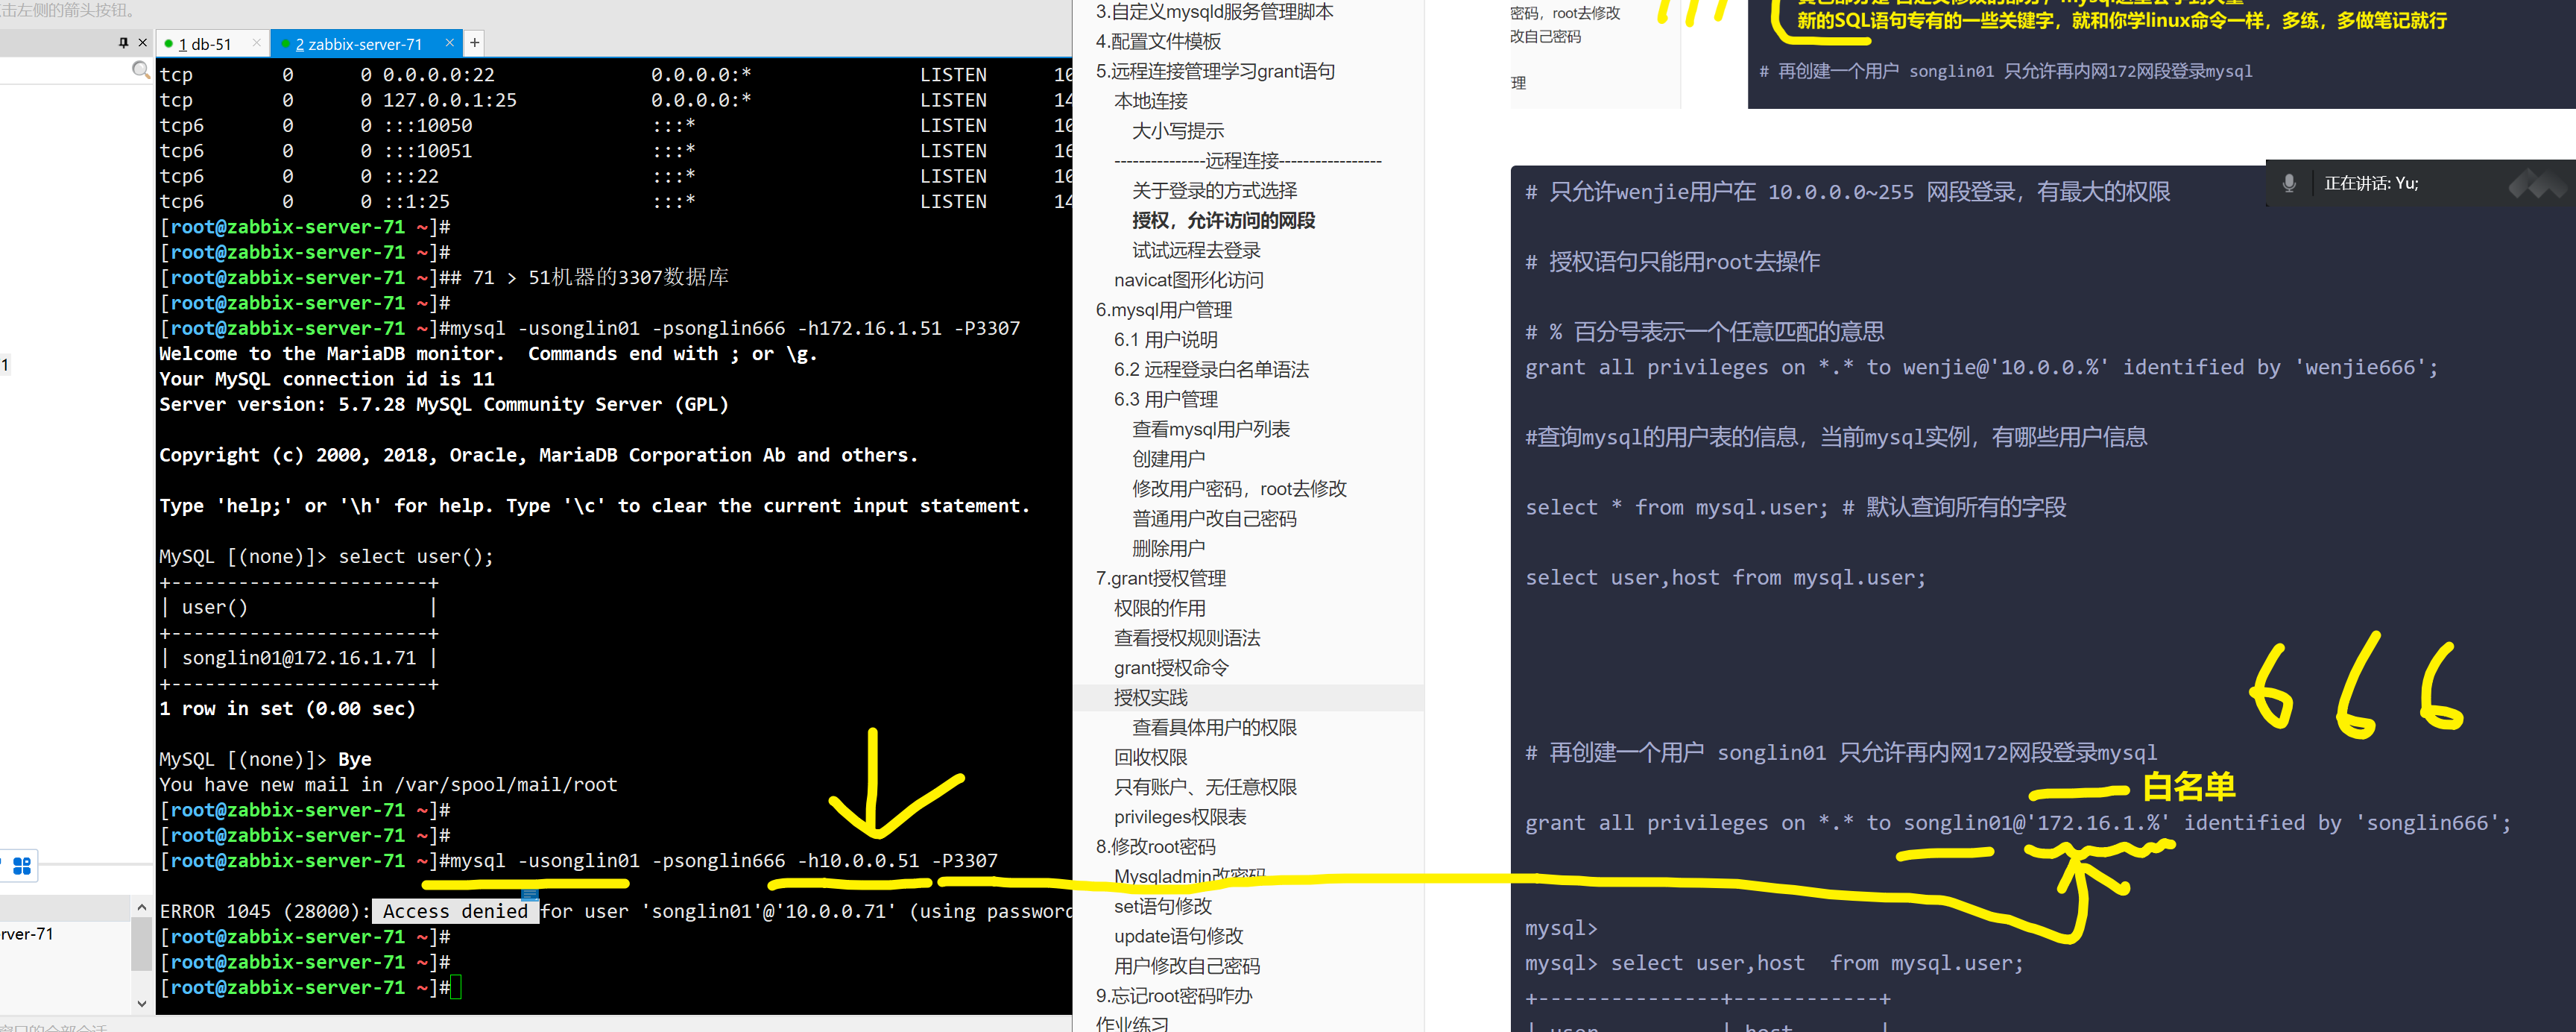 击左侧的箭头按钮。
1 db-51
2 zabbix-server-71
tcp 0 0 0.0.0.0:22 0.0.0.0:* LISTEN 10
tcp 0 0 127.0.0.1:25 0.0.0.0:* LISTEN 14
tcp6 0 0 :::10050 :::* LISTEN 10
tcp6 0 0 :::10051 :::* LISTEN 16
tcp6 0 0 :::22 :::* LISTEN 10
tcp6 0 0 ::1:25 :::* LISTEN 14
[root@zabbix-server-71 ~]#
[root@zabbix-server-71 ~]#
[root@zabbix-server-71 ~]## 71 > 51机器的3307数据库
[root@zabbix-server-71 ~]#
[root@zabbix-server-71 ~]#mysql -usonglin01 -psonglin666 -h172.16.1.51 -P3307
Welcome to the MariaDB monitor.  Commands end with ; or \g.
Your MySQL connection id is 11
Server version: 5.7.28 MySQL Community Server (GPL)
Copyright (c) 2000, 2018, Oracle, MariaDB Corporation Ab and others.
Type 'help;' or '\h' for help. Type '\c' to clear the current input statement.
MySQL [(none)]> select user();
+-----------------------+
| user()                |
+-----------------------+
| songlin01@172.16.1.71 |
+-----------------------+
1 row in set (0.00 sec)
MySQL [(none)]> Bye
You have new mail in /var/spool/mail/root
[root@zabbix-server-71 ~]#
[root@zabbix-server-71 ~]#
[root@zabbix-server-71 ~]#mysql -usonglin01 -psonglin666 -h10.0.0.51 -P3307
ERROR 1045 (28000): Access denied for user 'songlin01'@'10.0.0.71' (using password
[root@zabbix-server-71 ~]#
[root@zabbix-server-71 ~]#
[root@zabbix-server-71 ~]#
1
rver-71
3.自定义mysqld服务管理脚本
4.配置文件模板
5.远程连接管理学习grant语句
本地连接
大小写提示
---------------远程连接-----------------
关于登录的方式选择
授权，允许访问的网段
试试远程去登录
navicat图形化访问
6.mysql用户管理
6.1 用户说明
6.2 远程登录白名单语法
6.3 用户管理
查看mysql用户列表
创建用户
修改用户密码，root去修改
普通用户改自己密码
删除用户
7.grant授权管理
权限的作用
查看授权规则语法
grant授权命令
授权实践
查看具体用户的权限
回收权限
只有账户、无任意权限
privileges权限表
8.修改root密码
Mysqladmin改密码
set语句修改
update语句修改
用户修改自己密码
9.忘记root密码咋办
作业练习
密码，root去修改
改自己密码
理
新的SQL语句专有的一些关键字，就和你学linux命令一样，多练，多做笔记就行
# 再创建一个用户 songlin01 只允许再内网172网段登录mysql
正在讲话: Yu;
# 只允许wenjie用户在 10.0.0.0~255 网段登录，有最大的权限
# 授权语句只能用root去操作
# % 百分号表示一个任意匹配的意思
grant all privileges on *.* to wenjie@'10.0.0.%' identified by 'wenjie666';
#查询mysql的用户表的信息，当前mysql实例，有哪些用户信息
select * from mysql.user; # 默认查询所有的字段
select user,host from mysql.user;
666
# 再创建一个用户 songlin01 只允许再内网172网段登录mysql
白名单
grant all privileges on *.* to songlin01@'172.16.1.%' identified by 'songlin666';
mysql>
mysql> select user,host  from mysql.user;
+---------------+------------+
| user          | host       |